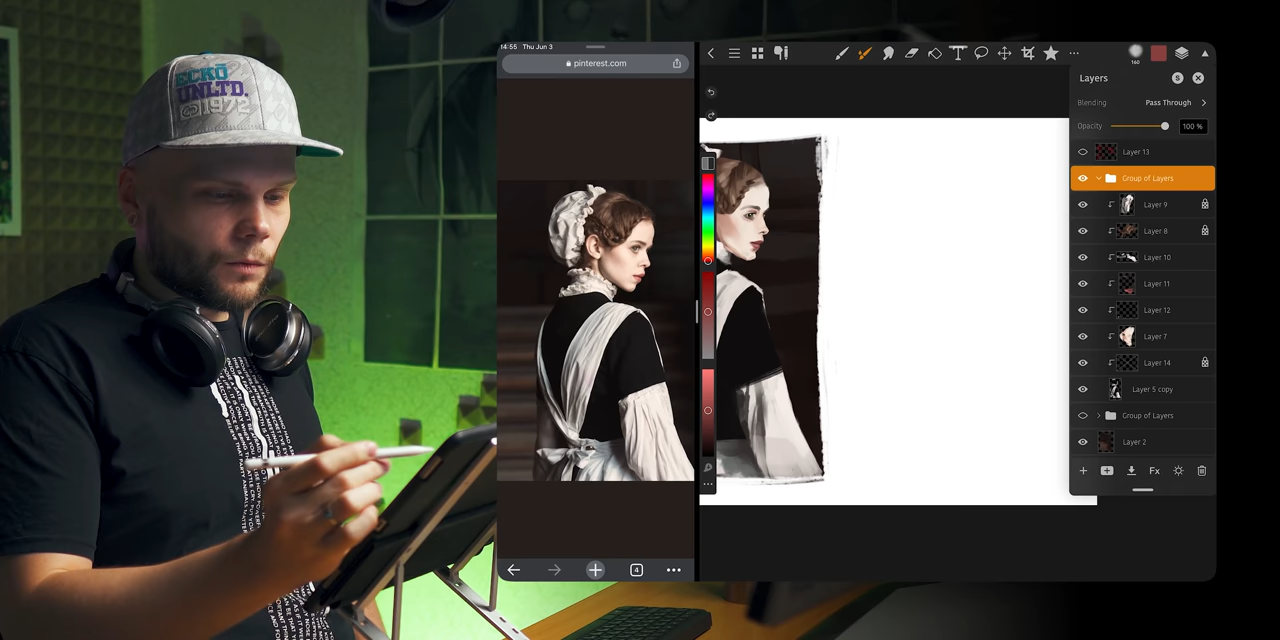 ECKŌ
UNLTD.
1972
14:55 Thu Jun 3
pinterest.com
4
160
Layers
S
Blending
Pass Through
Opacity
100 %
Layer 13
Group of Layers
Layer 9
Layer 8
Layer 10
Layer 11
Layer 12
Layer 7
Layer 14
Layer 5 copy
Group of Layers
Layer 2
Fx